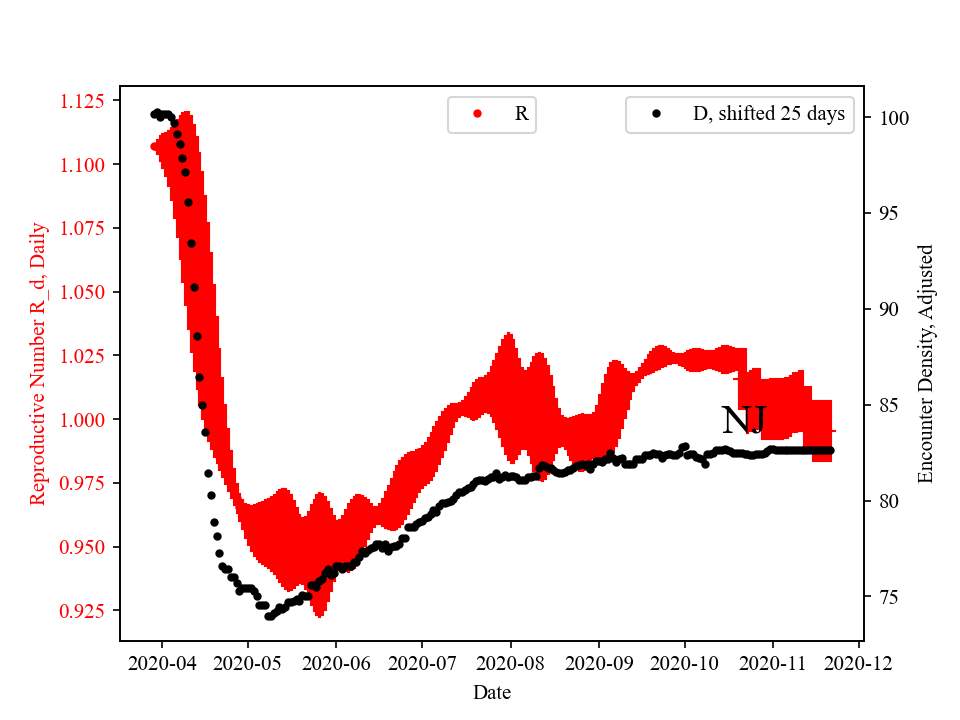 R
D, shifted 25 days
1.125
1.100
1.075
1.050
1.025
1.000
0.975
0.950
0.925
Reproductive Number R_d, Daily
100
95
90
85
80
75
Encounter Density, Adjusted
NJ
2020-04 2020-05 2020-06 2020-07 2020-08 2020-09 2020-10 2020-11 2020-12
Date